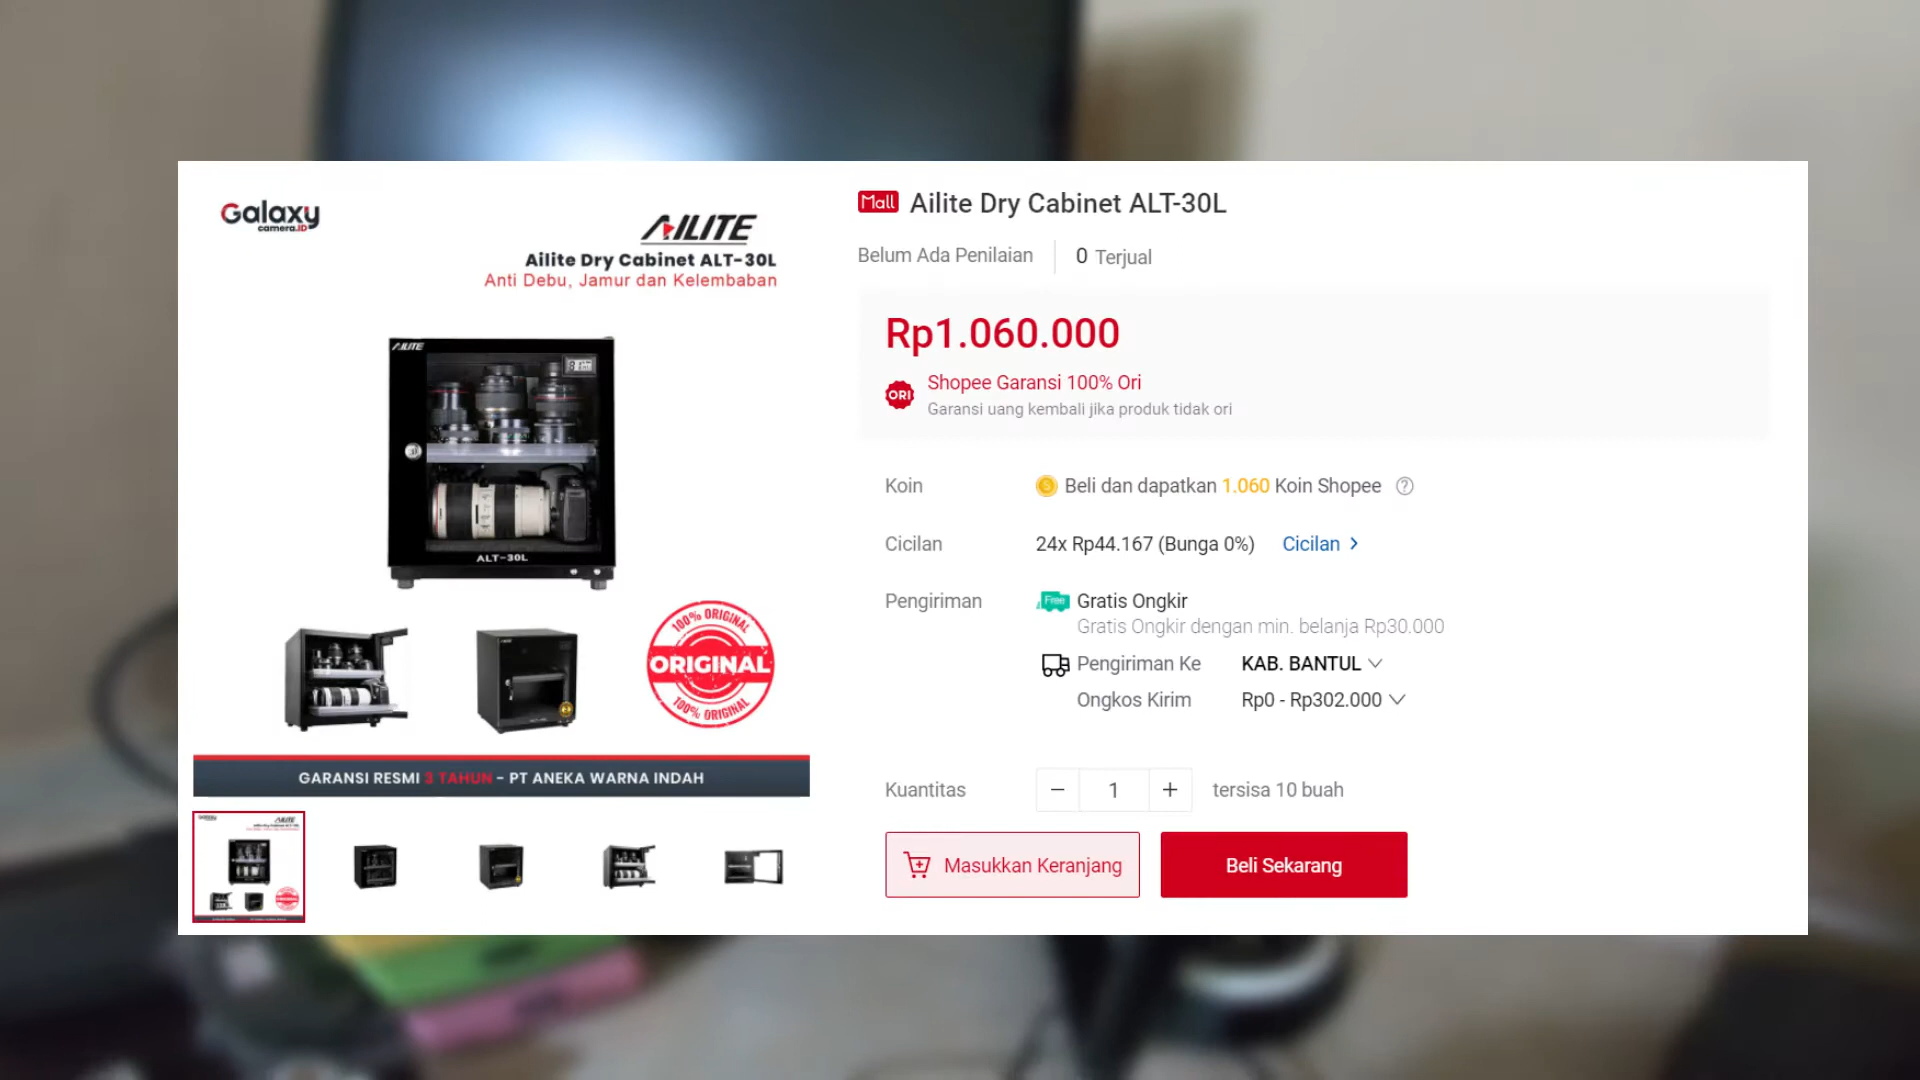 Galaxy
camera.ID
AILITE
Ailite Dry Cabinet ALT-30L
Anti Debu, Jamur dan Kelembaban
AILITE
ALT-30L
100% ORIGINAL
ORIGINAL
100% ORIGINAL
GARANSI RESMI 3 TAHUN - PT ANEKA WARNA INDAH
Mall Ailite Dry Cabinet ALT-30L
Belum Ada Penilaian 0 Terjual
Rp1.060.000
ORI Shopee Garansi 100% Ori
Garansi uang kembali jika produk tidak ori
Koin Beli dan dapatkan 1.060 Koin Shopee ?
Cicilan 24x Rp44.167 (Bunga 0%) Cicilan >
Pengiriman Free Gratis Ongkir
Gratis Ongkir dengan min. belanja Rp30.000
Pengiriman Ke KAB. BANTUL
Ongkos Kirim Rp0 - Rp302.000
Kuantitas − 1 + tersisa 10 buah
Masukkan Keranjang Beli Sekarang